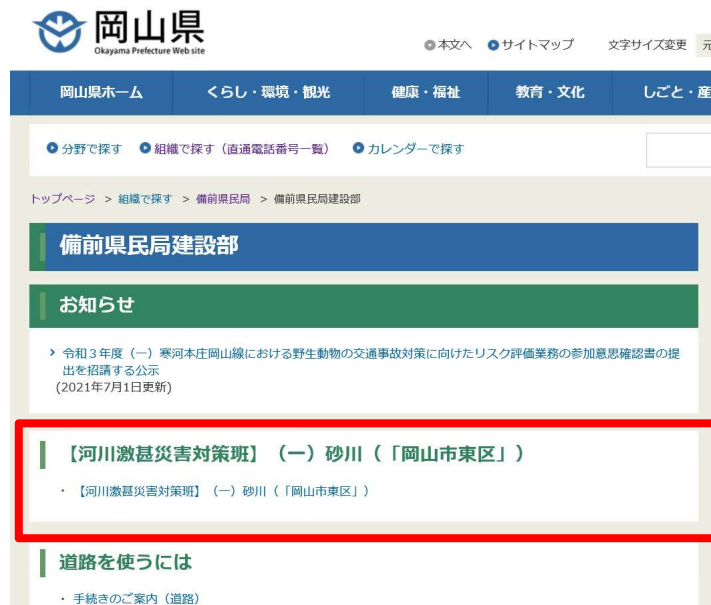 岡山県
Okayama Prefecture Web site
本文へ サイトマップ 文字サイズ変更 元
岡山県ホーム くらし・環境・観光 健康・福祉 教育・文化 しごと・産
分野で探す 組織で探す（直通電話番号一覧） カレンダーで探す
トップページ > 組織で探す > 備前県民局 > 備前県民局建設部
備前県民局建設部
お知らせ
令和３年度（一）寒河本庄岡山線における野生動物の交通事故対策に向けたリスク評価業務の参加意思確認書の提
出を招請する公示
(2021年7月1日更新)
【河川激甚災害対策班】（一）砂川（「岡山市東区」）
・【河川激甚災害対策班】（一）砂川（「岡山市東区」）
道路を使うには
・手続きのご案内（道路）